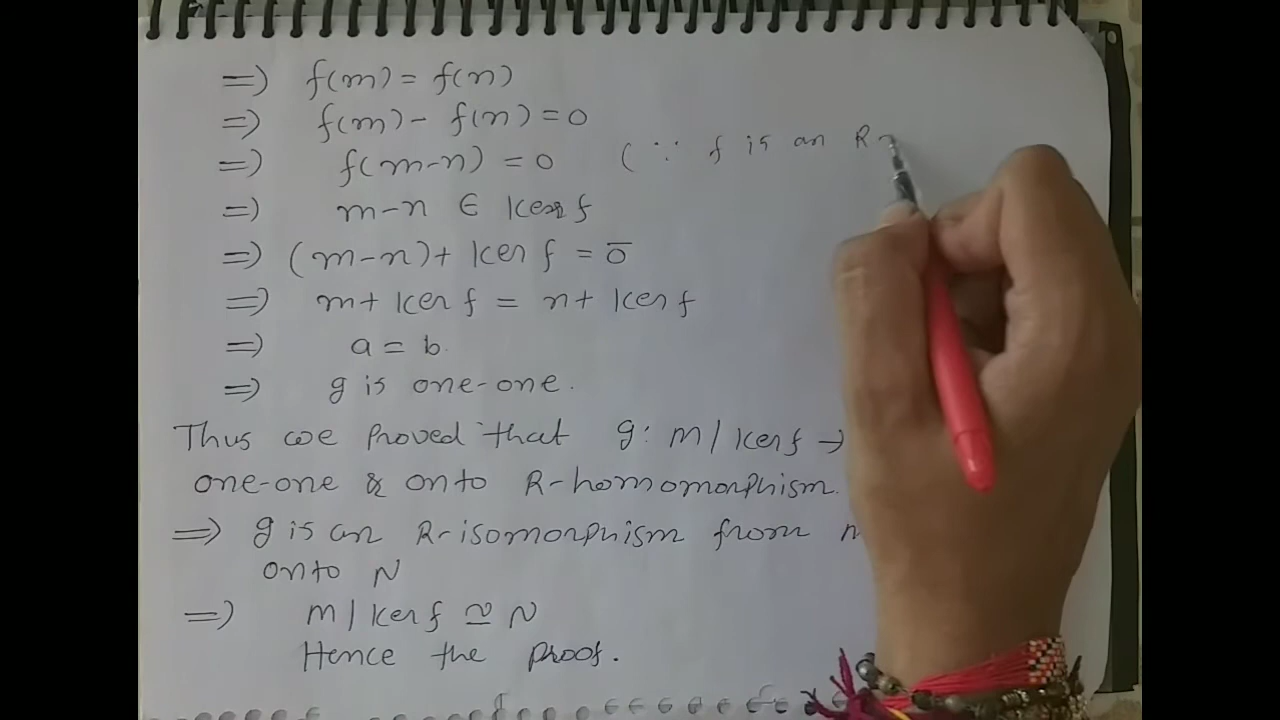 =) f(m) = f(n)
=) f(m) - f(n) = 0
=) f(m-n) = 0 (∵ f is an R
=) m-n ∈ Ker f
=) (m-n) + Ker f = 0̅
=) m + Ker f = n + Ker f
=) a = b.
=) g is one-one.
Thus we Proved that g: M/Ker f →
one-one & onto R-homomorphism.
=) g is an R-isomorphism from M
onto N
=) M/Ker f ≅ N
Hence the Proof.